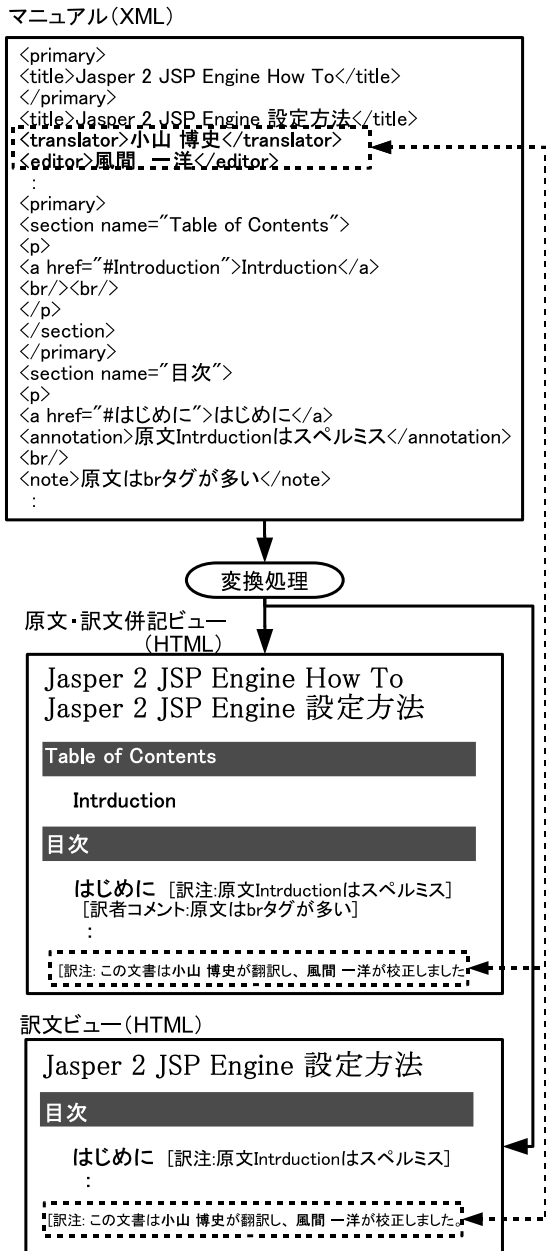 マニュアル(XML)
<primary>
<title>Jasper 2 JSP Engine How To</title>
</primary>
<title>Jasper 2 JSP Engine 設定方法</title>
<translator>小山 博史</translator>
<editor>風間 一洋</editor>
:
<primary>
<section name="Table of Contents">
<p>
<a href="#Introduction">Intrduction</a>
<br/><br/>
</p>
</section>
</primary>
<section name="目次">
<p>
<a href="#はじめに">はじめに</a>
<annotation>原文Intrductionはスペルミス</annotation>
<br/>
<note>原文はbrタグが多い</note>
:
変換処理
原文・訳文併記ビュー
(HTML)
Jasper 2 JSP Engine How To
Jasper 2 JSP Engine 設定方法
Table of Contents
Intrduction
目次
はじめに [訳注:原文Intrductionはスペルミス]
[訳者コメント:原文はbrタグが多い]
:
[訳注: この文書は小山 博史が翻訳し、風間 一洋が校正しました
訳文ビュー(HTML)
Jasper 2 JSP Engine 設定方法
目次
はじめに [訳注:原文Intrductionはスペルミス]
:
[訳注: この文書は小山 博史が翻訳し、風間 一洋が校正しました。